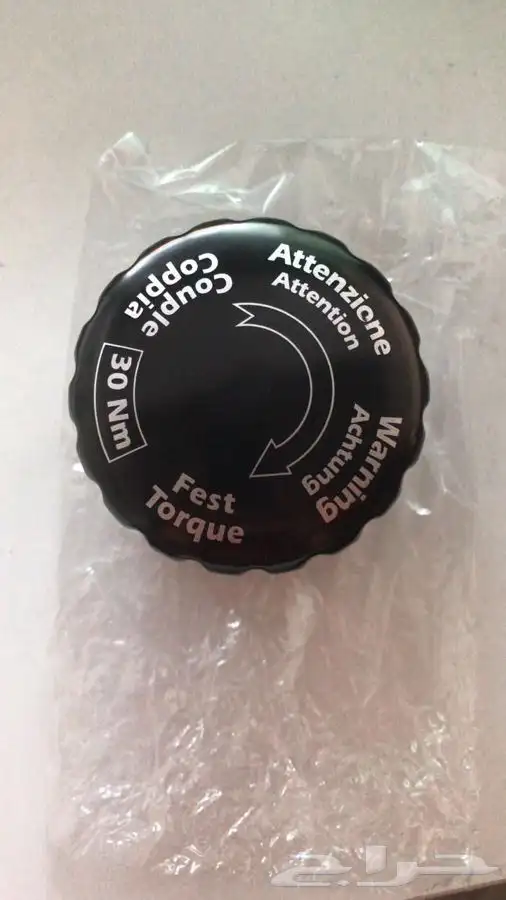 Attenzione
Attention
Warning
Achtung
Fest
Torque
30 Nm
Couple
Coppia
حراج